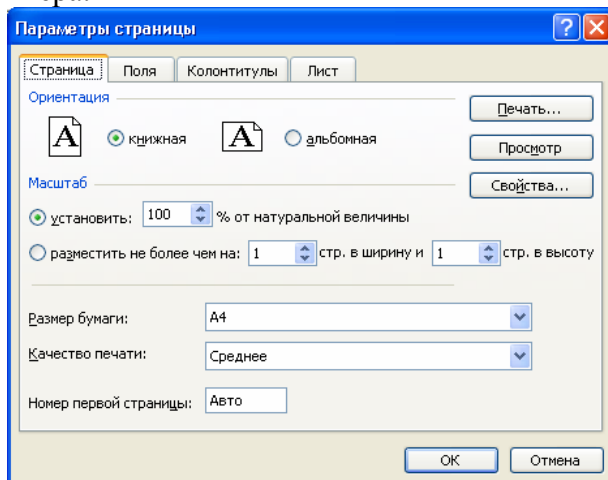 Параметры страницы
Страница Поля Колонтитулы Лист
Ориентация
A книжная A альбомная
Печать...
Просмотр
Свойства...
Масштаб
установить: 100 % от натуральной величины
разместить не более чем на: 1 стр. в ширину и 1 стр. в высоту
Размер бумаги: A4
Качество печати: Среднее
Номер первой страницы: Авто
ОК Отмена